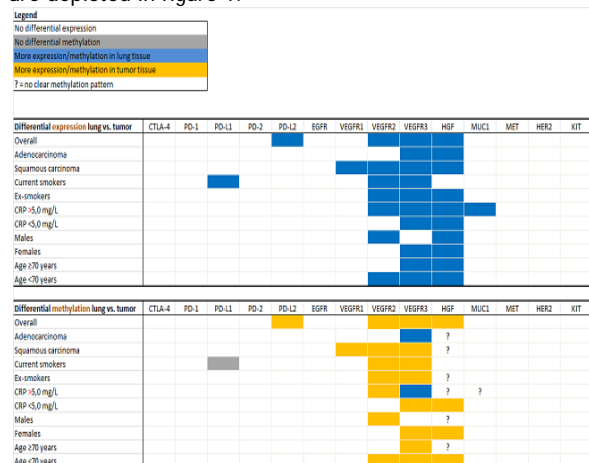 are depicted in figure 1.
Legend
No differential expression
No differential methylation
More expression/methylation in lung tissue
More expression/methylation in tumor tissue
? = no clear methylation pattern
Differential expression lung vs. tumor CTLA-4 PD-1 PD-L1 PD-2 PD-L2 EGFR VEGFR1 VEGFR2 VEGFR3 HGF MUC1 MET HER2 KIT
Overall
Adenocarcinoma
Squamous carcinoma
Current smokers
Ex-smokers
CRP >5,0 mg/L
CRP <5,0 mg/L
Males
Females
Age ≥70 years
Age <70 years
Differential methylation lung vs. tumor CTLA-4 PD-1 PD-L1 PD-2 PD-L2 EGFR VEGFR1 VEGFR2 VEGFR3 HGF MUC1 MET HER2 KIT
Overall
Adenocarcinoma ?
Squamous carcinoma ?
Current smokers
Ex-smokers ?
CRP >5,0 mg/L ? ?
CRP <5,0 mg/L
Males ?
Females
Age ≥70 years ?
Age <70 years